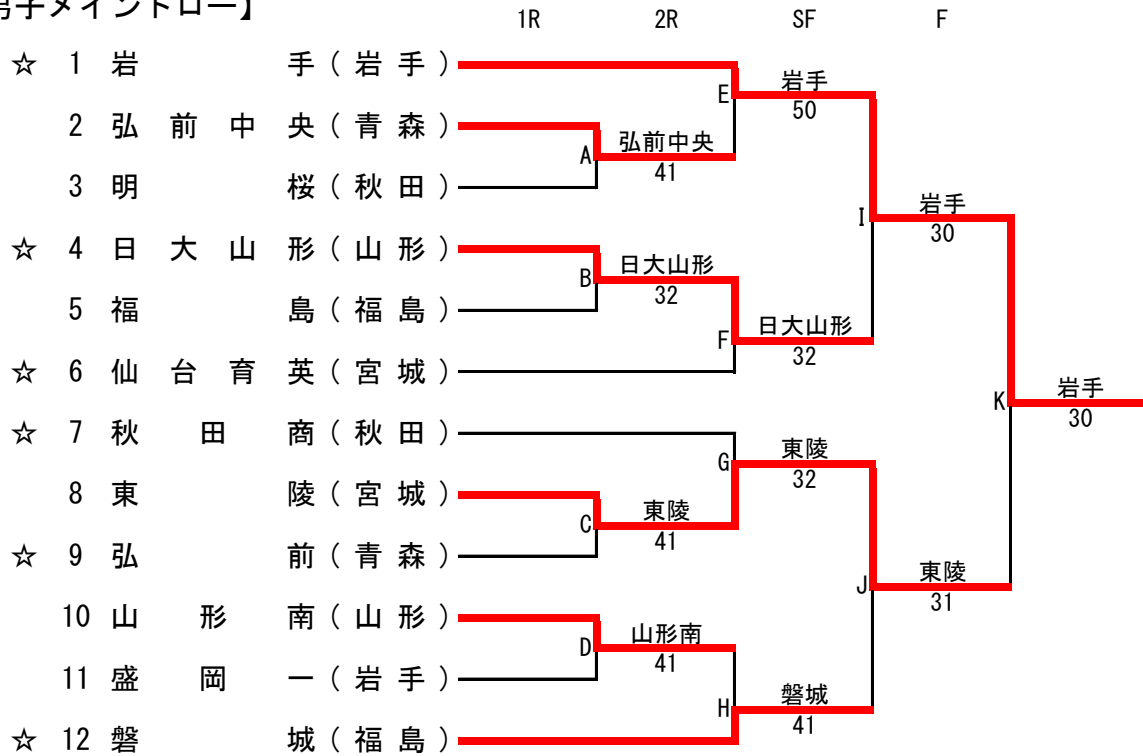 男子メインドロー】
1R 2R SF F
☆ 1 岩手(岩手)
E 岩手
50
2 弘前中央(青森)
A 弘前中央
41
3 明桜(秋田)
I 岩手
30
☆ 4 日大山形(山形)
B 日大山形
32
5 福島(福島)
F 日大山形
32
☆ 6 仙台育英(宮城)
K 岩手
30
☆ 7 秋田商(秋田)
G 東陵
32
8 東陵(宮城)
C 東陵
41
☆ 9 弘前(青森)
J 東陵
31
10 山形南(山形)
D 山形南
41
11 盛岡一(岩手)
H 磐城
41
☆ 12 磐城(福島)